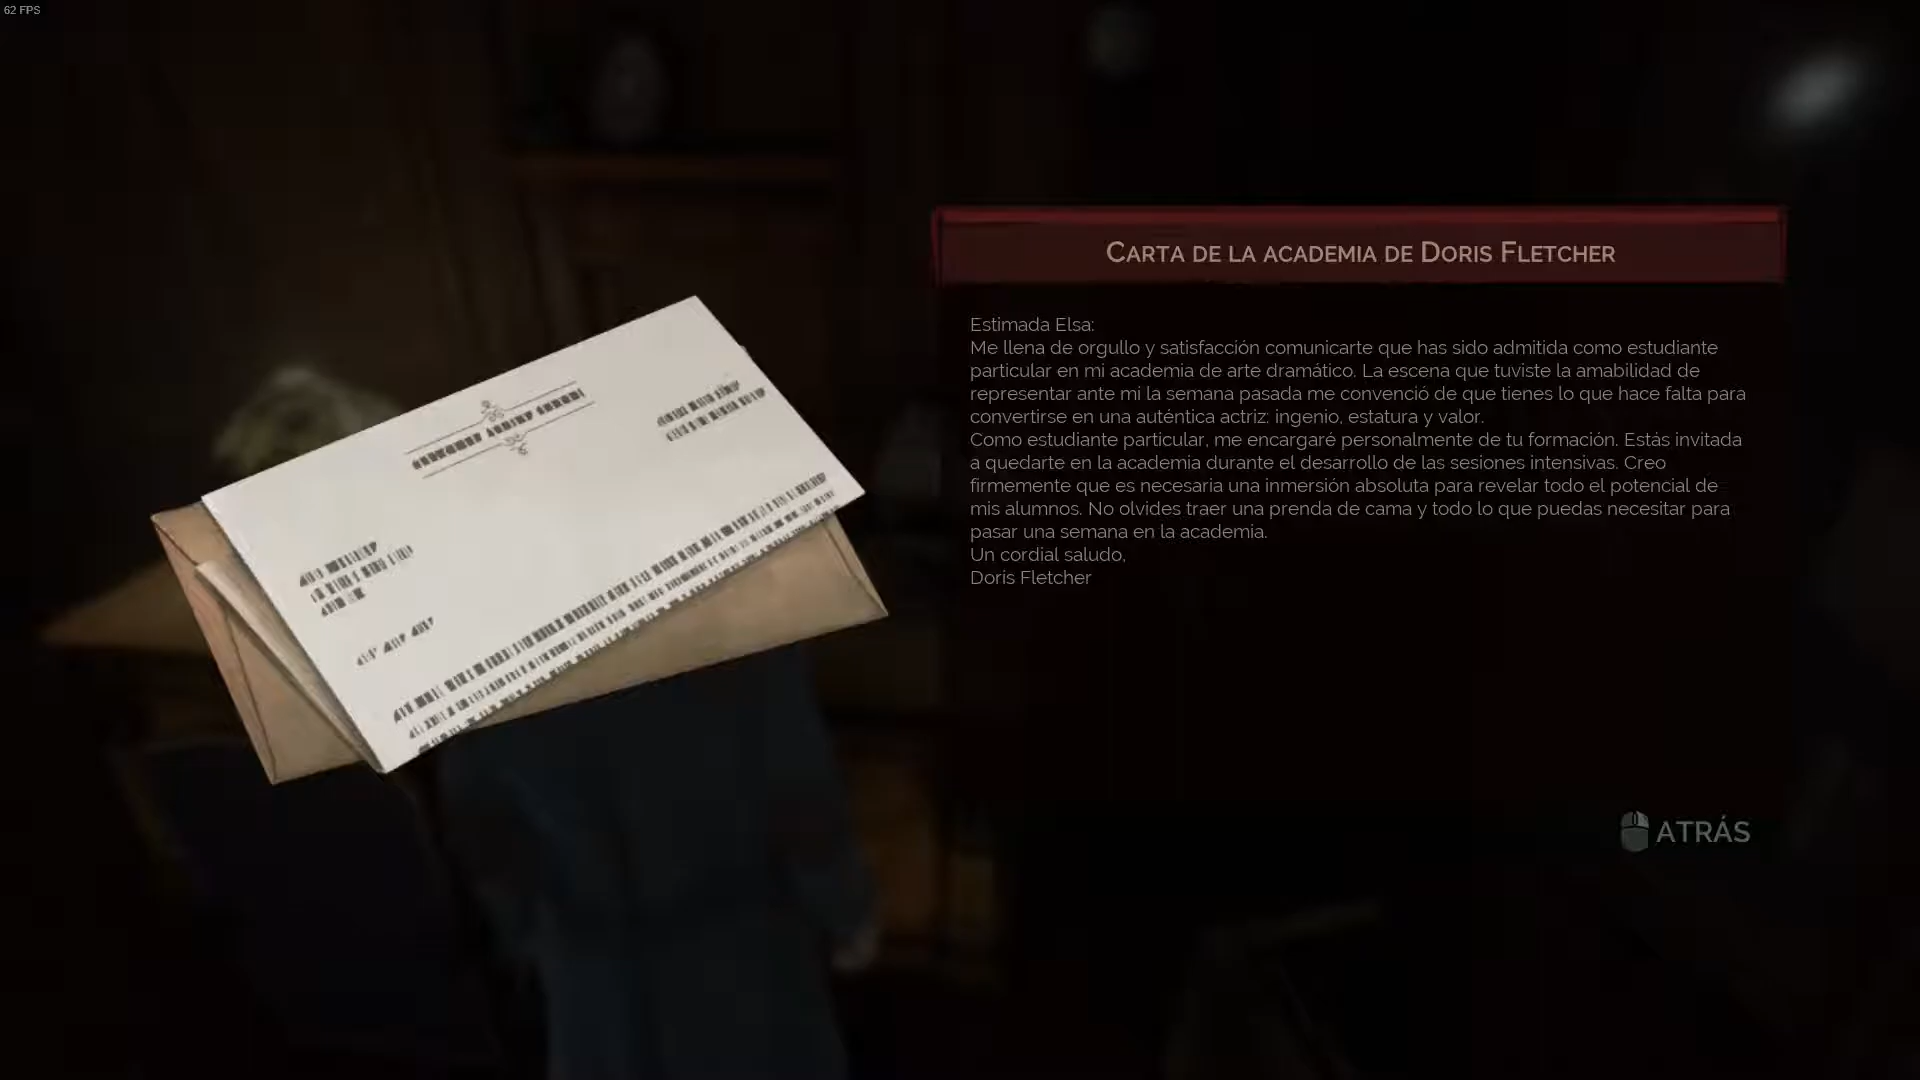 62 FPS
CARTA DE LA ACADEMIA DE DORIS FLETCHER
Estimada Elsa:
Me llena de orgullo y satisfacción comunicarte que has sido admitida como estudiante
particular en mi academia de arte dramático. La escena que tuviste la amabilidad de
representar ante mi la semana pasada me convenció de que tienes lo que hace falta para
convertirse en una auténtica actriz: ingenio, estatura y valor.
Como estudiante particular, me encargaré personalmente de tu formación. Estás invitada
a quedarte en la academia durante el desarrollo de las sesiones intensivas. Creo
firmemente que es necesaria una inmersión absoluta para revelar todo el potencial de
mis alumnos. No olvides traer una prenda de cama y todo lo que puedas necesitar para
pasar una semana en la academia.
Un cordial saludo,
Doris Fletcher
ATRÁS